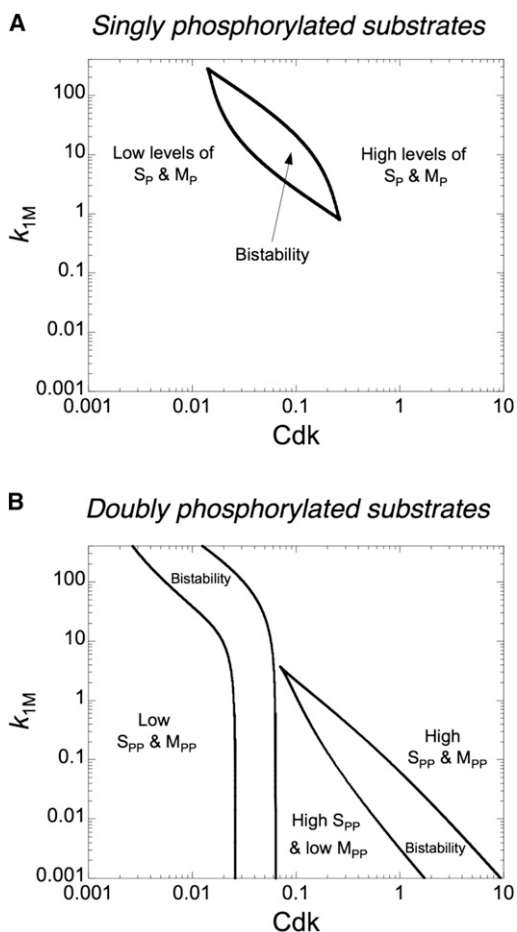 A
Singly phosphorylated substrates
100
10
1
0.1
0.01
0.001
k1M
Low levels of
SP & MP
High levels of
SP & MP
Bistability
0.001
0.01
0.1
1
10
Cdk
B
Doubly phosphorylated substrates
100
10
1
0.1
0.01
0.001
k1M
Bistability
Low
SPP & MPP
High
SPP & MPP
High SPP
& low MPP
Bistability
0.001
0.01
0.1
1
10
Cdk